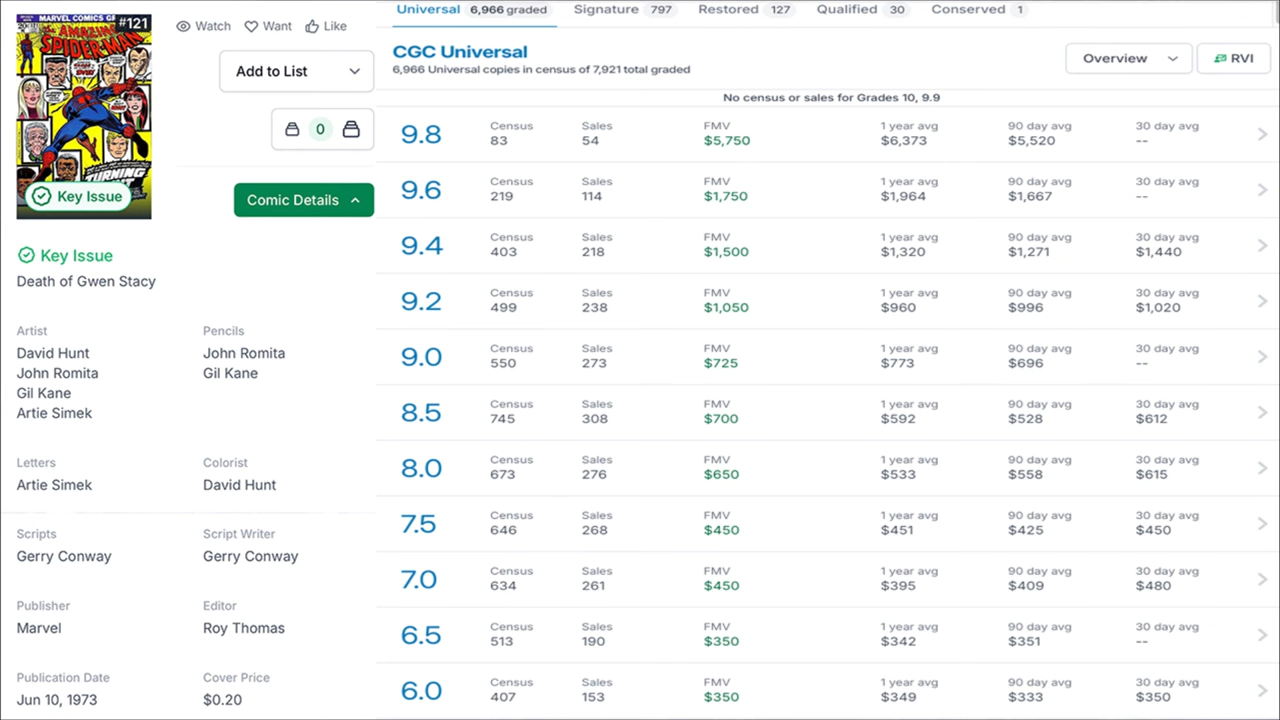 MARVEL COMICS
#121
THE AMAZING
SPIDER-MAN
TURNING
Key Issue
Watch
Want
Like
Add to List
0
Comic Details
Key Issue
Death of Gwen Stacy
Artist
David Hunt
John Romita
Gil Kane
Artie Simek
Pencils
John Romita
Gil Kane
Letters
Artie Simek
Colorist
David Hunt
Scripts
Gerry Conway
Script Writer
Gerry Conway
Publisher
Marvel
Editor
Roy Thomas
Publication Date
Jun 10, 1973
Cover Price
$0.20
Universal 6,966 graded Signature 797 Restored 127 Qualified 30 Conserved 1
CGC Universal
6,966 Universal copies in census of 7,921 total graded
Overview
RVI
No census or sales for Grades 10, 9.9
Census Sales FMV 1 year avg 90 day avg 30 day avg
9.8 83 54 $5,750 $6,373 $5,520 --
Census Sales FMV 1 year avg 90 day avg 30 day avg
9.6 219 114 $1,750 $1,964 $1,667 --
Census Sales FMV 1 year avg 90 day avg 30 day avg
9.4 403 218 $1,500 $1,320 $1,271 $1,440
Census Sales FMV 1 year avg 90 day avg 30 day avg
9.2 499 238 $1,050 $960 $996 $1,020
Census Sales FMV 1 year avg 90 day avg 30 day avg
9.0 550 273 $725 $773 $696 --
Census Sales FMV 1 year avg 90 day avg 30 day avg
8.5 745 308 $700 $592 $528 $612
Census Sales FMV 1 year avg 90 day avg 30 day avg
8.0 673 276 $650 $533 $558 $615
Census Sales FMV 1 year avg 90 day avg 30 day avg
7.5 646 268 $450 $451 $425 $450
Census Sales FMV 1 year avg 90 day avg 30 day avg
7.0 634 261 $450 $395 $409 $480
Census Sales FMV 1 year avg 90 day avg 30 day avg
6.5 513 190 $350 $342 $351 --
Census Sales FMV 1 year avg 90 day avg 30 day avg
6.0 407 153 $350 $349 $333 $350